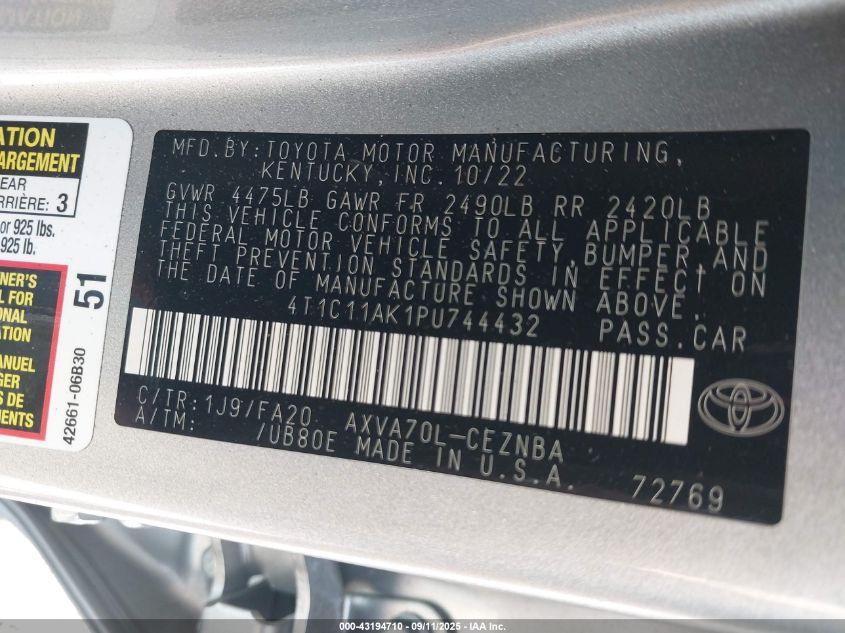 ATION
ARGEMENT
EAR
ARRIÈRE: 3
or 925 lbs.
925 lb.
51
NER'S
L FOR
ONAL
ATION
ANUEL
GER
US
MENTS
42661-06B30
MFD.BY:TOYOTA MOTOR MANUFACTURING,
KENTUCKY, INC. 10/22
GVWR 4475LB GAWR FR 2490LB RR 2420LB
THIS VEHICLE CONFORMS TO ALL APPLICABLE
FEDERAL MOTOR VEHICLE SAFETY,BUMPER,AND
THEFT PREVENTION STANDARDS IN EFFECT ON
THE DATE OF MANUFACTURE SHOWN ABOVE.
4T1C11AK1PU744432 PASS.CAR
C/TR:1J9/FA20 AXVA70L-CEZNBA
A/TM: /UB80E MADE IN U.S.A. 72769
000-43194710 - 09/11/2025 - IAA Inc.